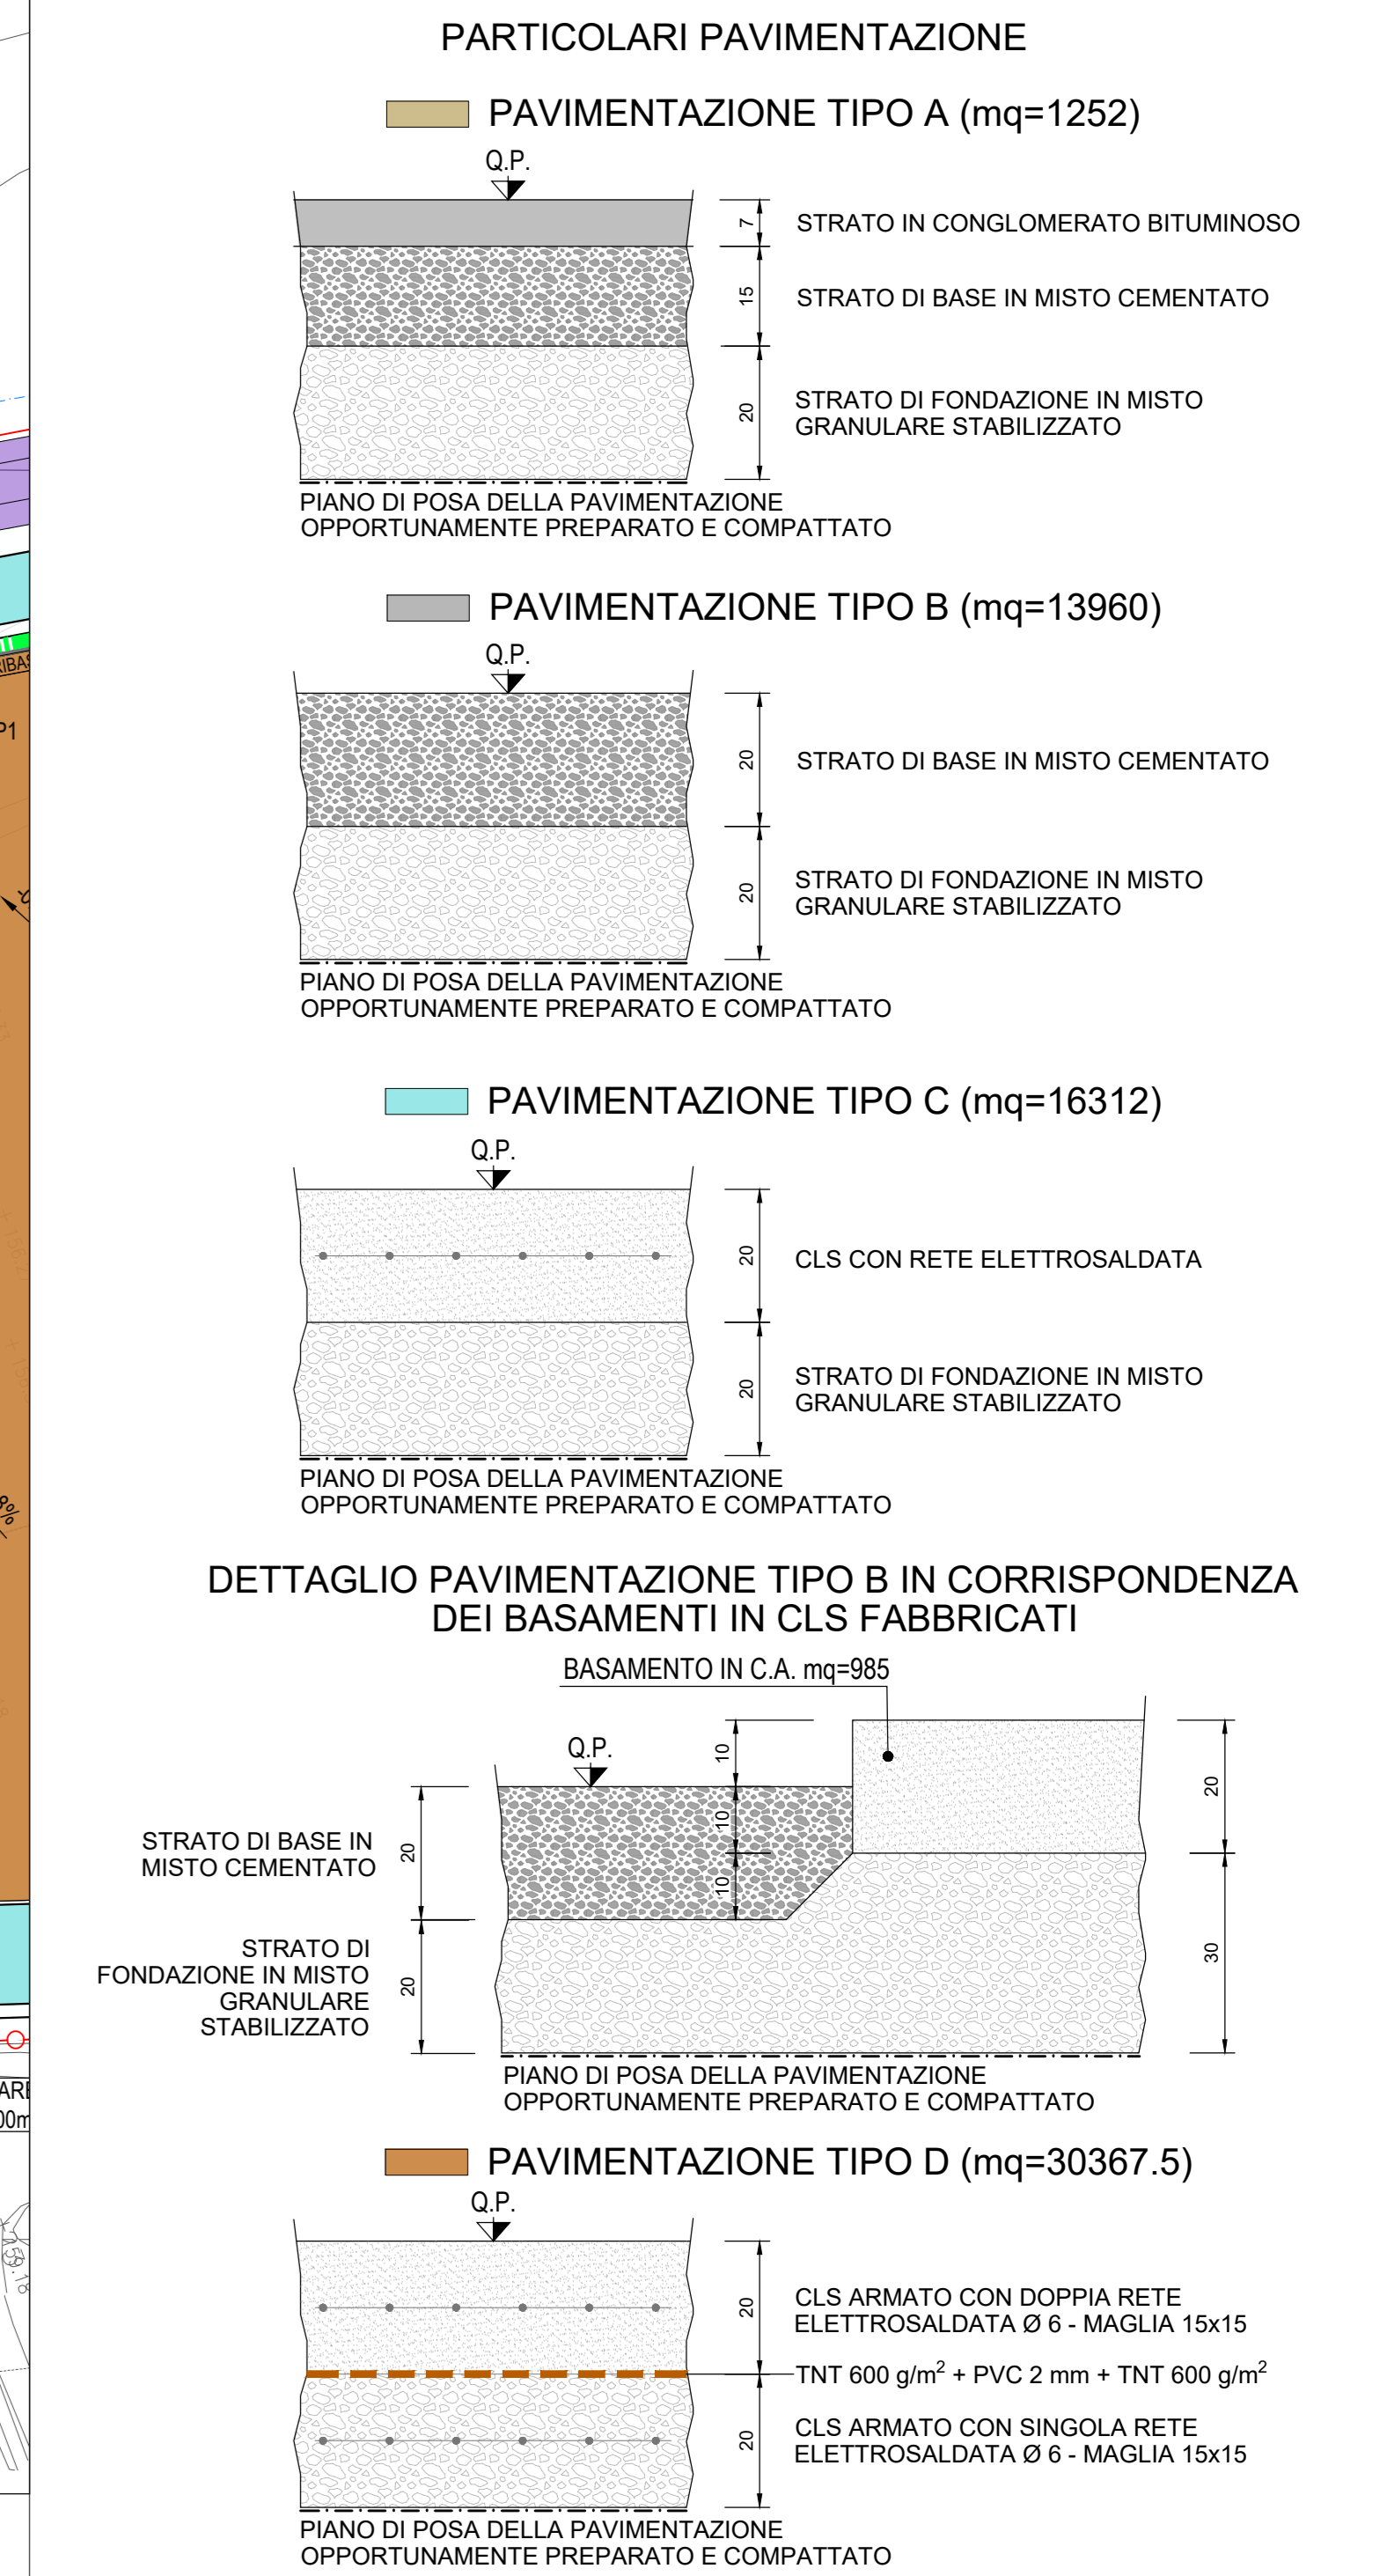 PARTICOLARI PAVIMENTAZIONE
PAVIMENTAZIONE TIPO A (mq=1252)
Q.P.
7
STRATO IN CONGLOMERATO BITUMINOSO
15
STRATO DI BASE IN MISTO CEMENTATO
20
STRATO DI FONDAZIONE IN MISTO
GRANULARE STABILIZZATO
PIANO DI POSA DELLA PAVIMENTAZIONE
OPPORTUNAMENTE PREPARATO E COMPATTATO
PAVIMENTAZIONE TIPO B (mq=13960)
Q.P.
20
STRATO DI BASE IN MISTO CEMENTATO
20
STRATO DI FONDAZIONE IN MISTO
GRANULARE STABILIZZATO
PIANO DI POSA DELLA PAVIMENTAZIONE
OPPORTUNAMENTE PREPARATO E COMPATTATO
PAVIMENTAZIONE TIPO C (mq=16312)
Q.P.
20
CLS CON RETE ELETTROSALDATA
20
STRATO DI FONDAZIONE IN MISTO
GRANULARE STABILIZZATO
PIANO DI POSA DELLA PAVIMENTAZIONE
OPPORTUNAMENTE PREPARATO E COMPATTATO
8%
DETTAGLIO PAVIMENTAZIONE TIPO B IN CORRISPONDENZA
DEI BASAMENTI IN CLS FABBRICATI
BASAMENTO IN C.A. mq=985
Q.P.
10
10
10
20
30
STRATO DI BASE IN
MISTO CEMENTATO
20
STRATO DI
FONDAZIONE IN MISTO
GRANULARE
STABILIZZATO
20
PIANO DI POSA DELLA PAVIMENTAZIONE
OPPORTUNAMENTE PREPARATO E COMPATTATO
PAVIMENTAZIONE TIPO D (mq=30367.5)
Q.P.
20
CLS ARMATO CON DOPPIA RETE
ELETTROSALDATA Ø 6 - MAGLIA 15x15
TNT 600 g/m² + PVC 2 mm + TNT 600 g/m²
20
CLS ARMATO CON SINGOLA RETE
ELETTROSALDATA Ø 6 - MAGLIA 15x15
PIANO DI POSA DELLA PAVIMENTAZIONE
OPPORTUNAMENTE PREPARATO E COMPATTATO